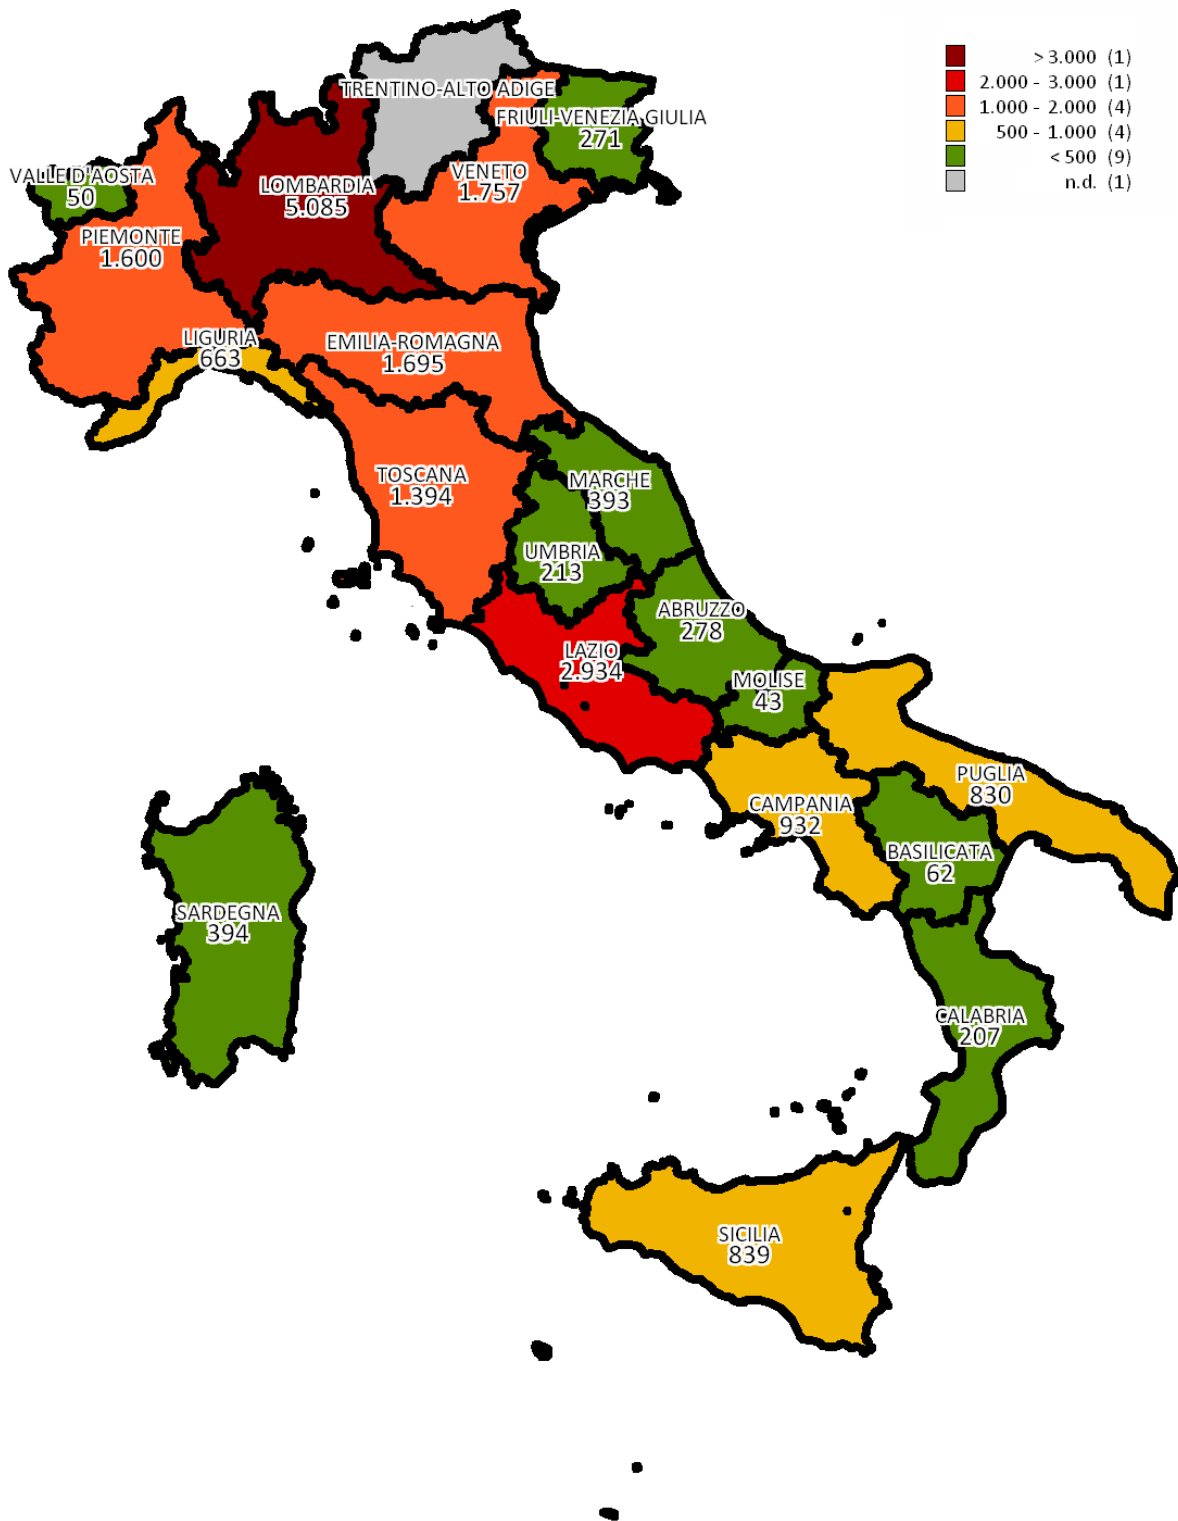 > 3.000 (1)
2.000 - 3.000 (1)
1.000 - 2.000 (4)
500 - 1.000 (4)
< 500 (9)
n.d. (1)
TRENTINO-ALTO ADIGE
FRIULI-VENEZIA GIULIA
271
VALLE D'AOSTA
50
LOMBARDIA
5.085
VENETO
1.757
PIEMONTE
1.600
LIGURIA
663
EMILIA-ROMAGNA
1.695
TOSCANA
1.394
MARCHE
393
UMBRIA
213
ABRUZZO
278
LAZIO
2.934
MOLISE
43
PUGLIA
830
CAMPANIA
932
BASILICATA
62
SARDEGNA
394
CALABRIA
207
SICILIA
839